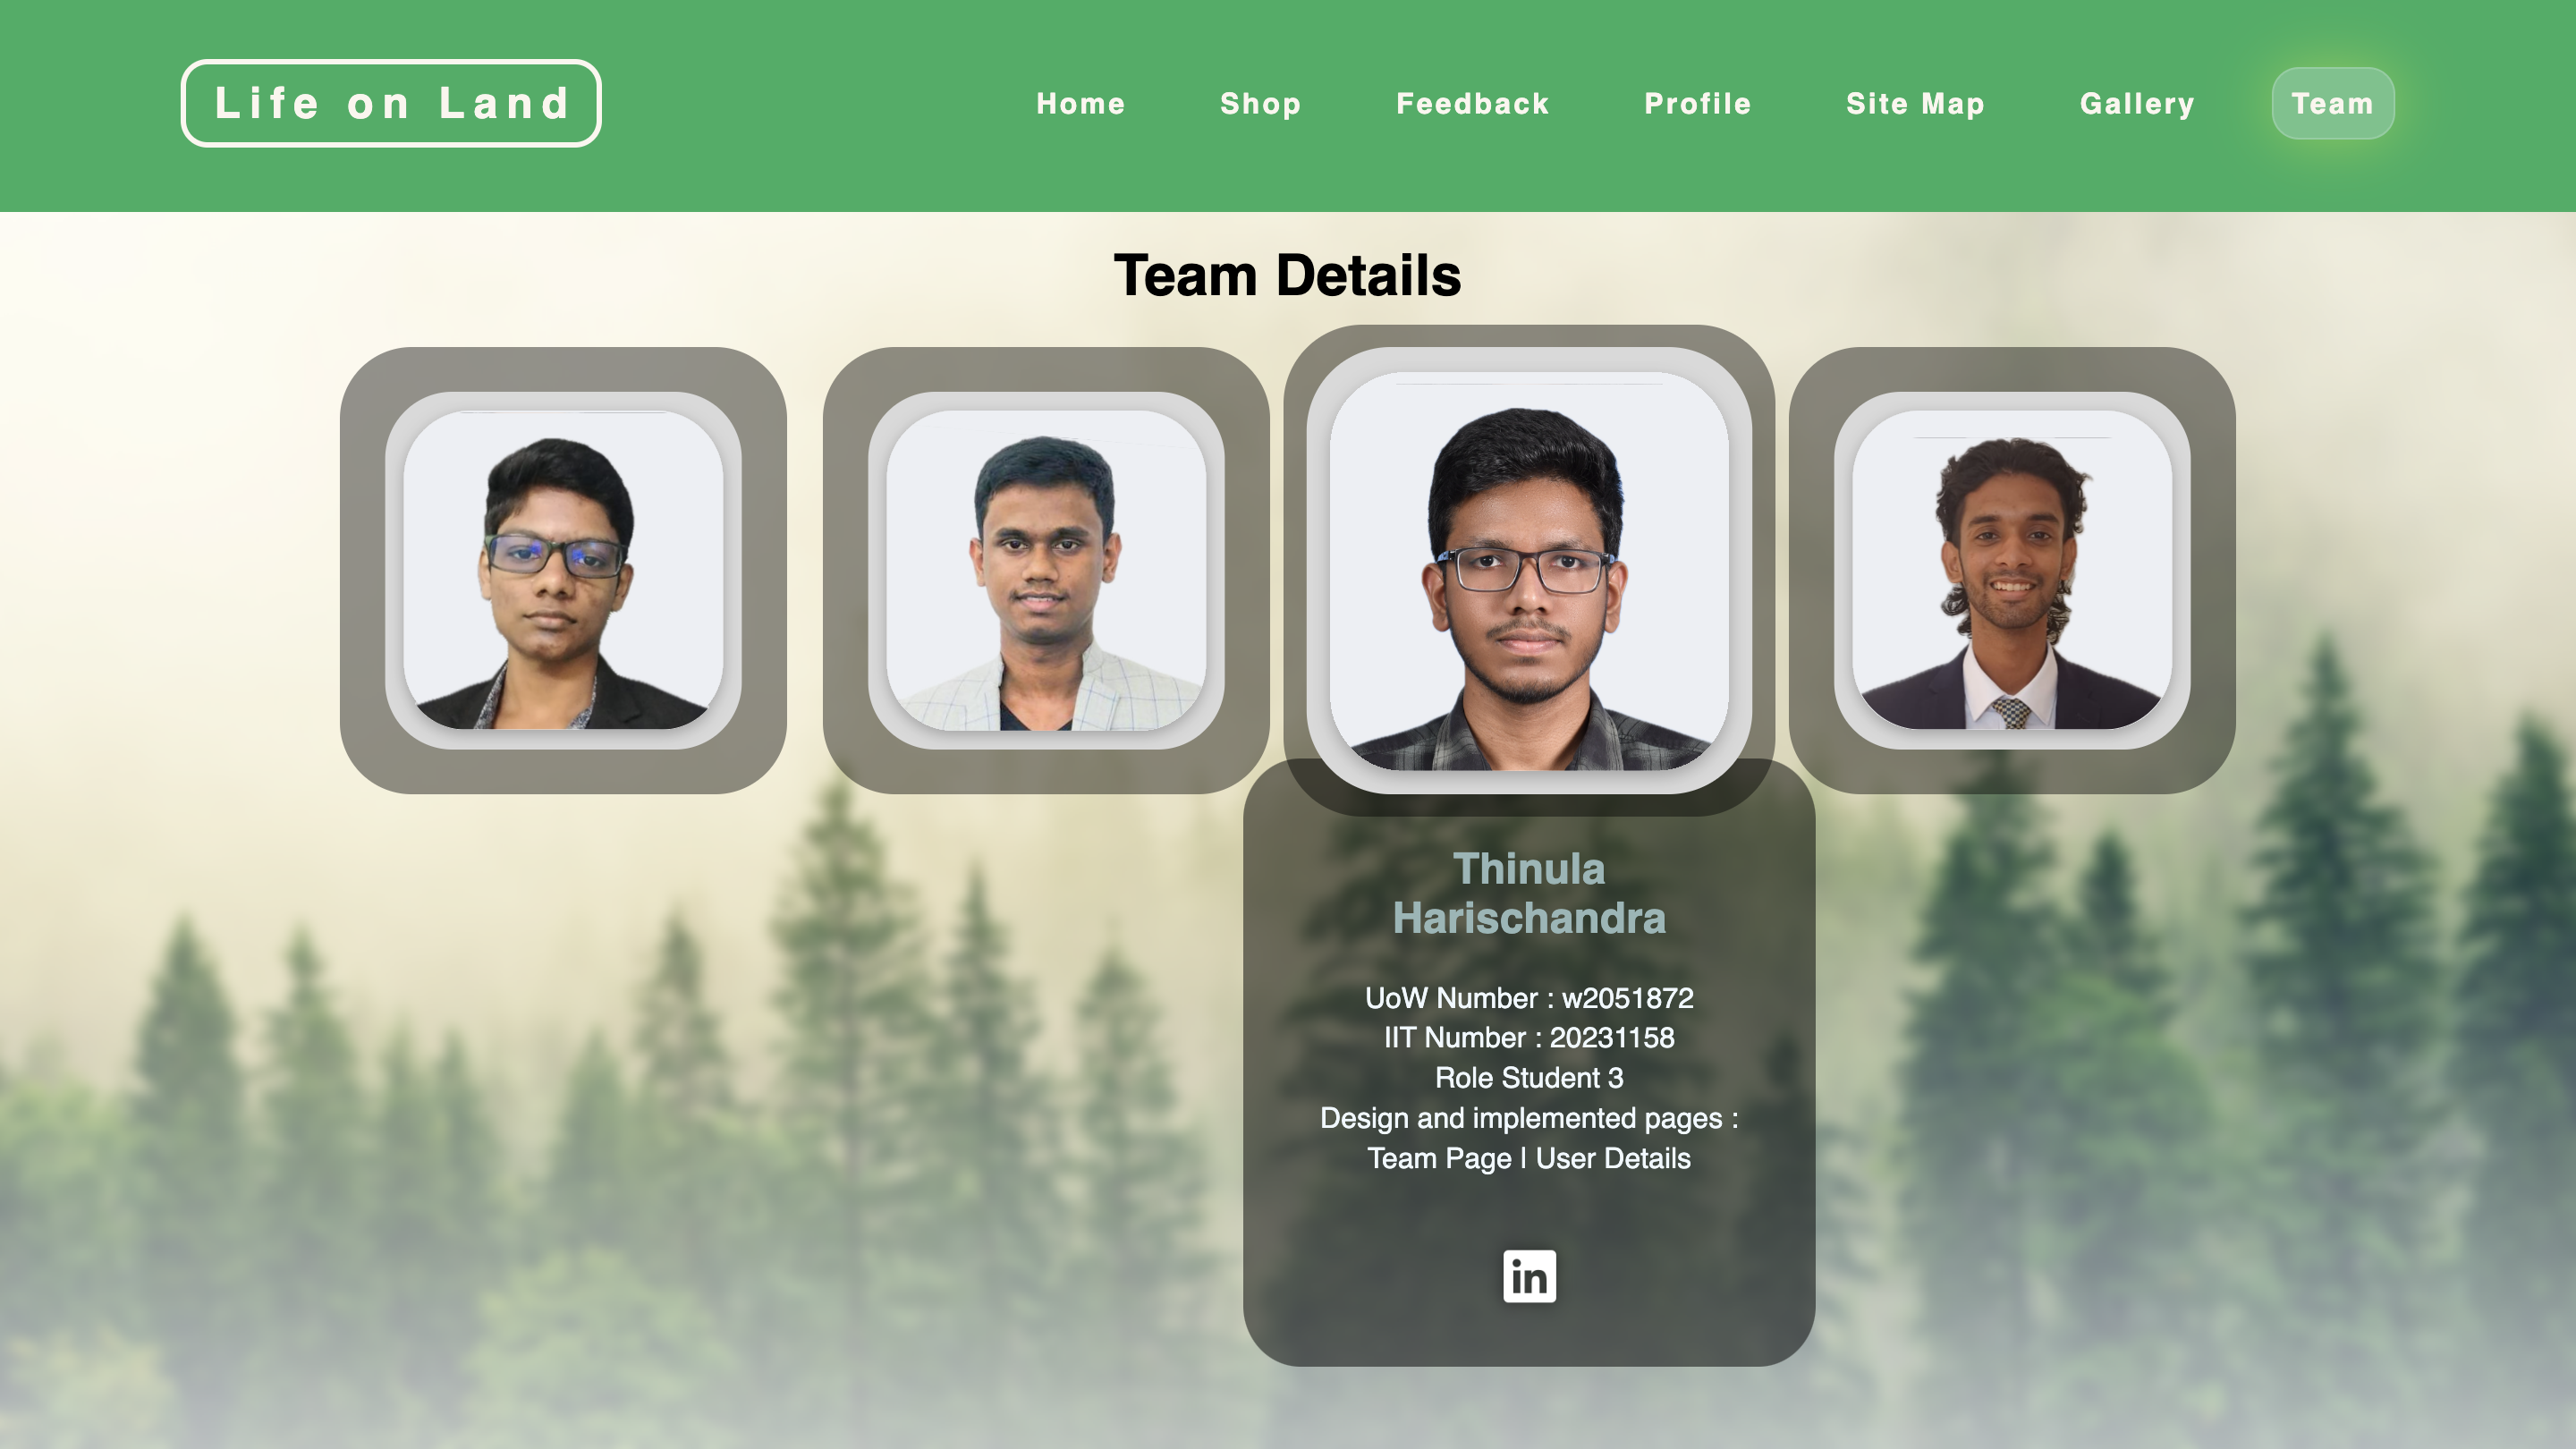 Life on Land
Home Shop Feedback Profile Site Map Gallery Team
Team Details
Thinula
Harischandra
UoW Number : w2051872
IIT Number : 20231158
Role Student 3
Design and implemented pages :
Team Page | User Details
in